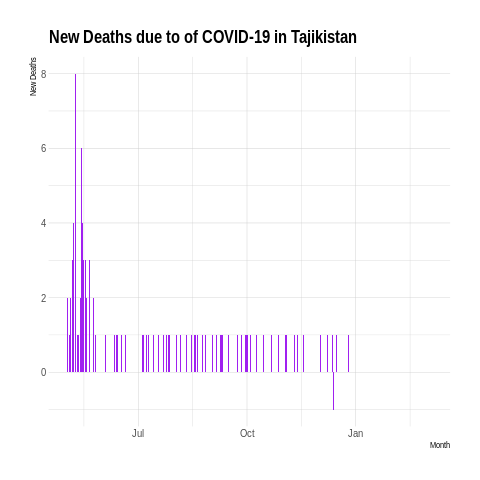 New Deaths due to of COVID-19 in Tajikistan
New Deaths
8
6
4
2
0
Jul Oct Jan
Month